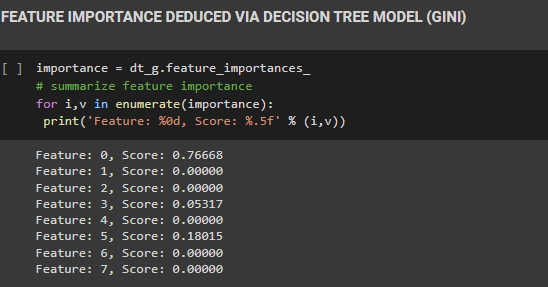 FEATURE IMPORTANCE DEDUCED VIA DECISION TREE MODEL (GINI)
[ ] importance = dt_g.feature_importances_
# summarize feature importance
for i,v in enumerate(importance):
print('Feature: %0d, Score: %.5f' % (i,v))
Feature: 0, Score: 0.76668
Feature: 1, Score: 0.00000
Feature: 2, Score: 0.00000
Feature: 3, Score: 0.05317
Feature: 4, Score: 0.00000
Feature: 5, Score: 0.18015
Feature: 6, Score: 0.00000
Feature: 7, Score: 0.00000